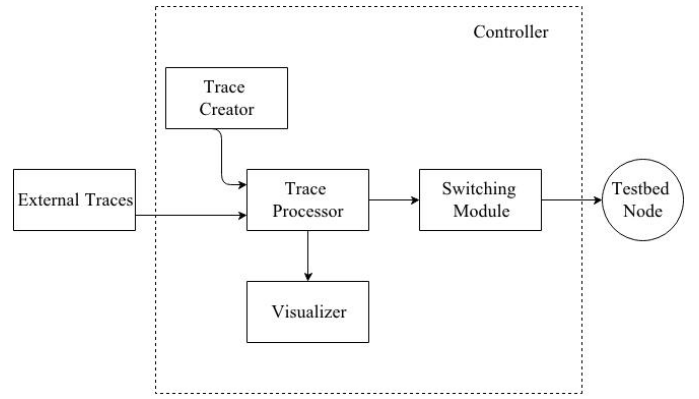 Controller
Trace
Creator
External Traces
Trace
Processor
Switching
Module
Testbed
Node
Visualizer